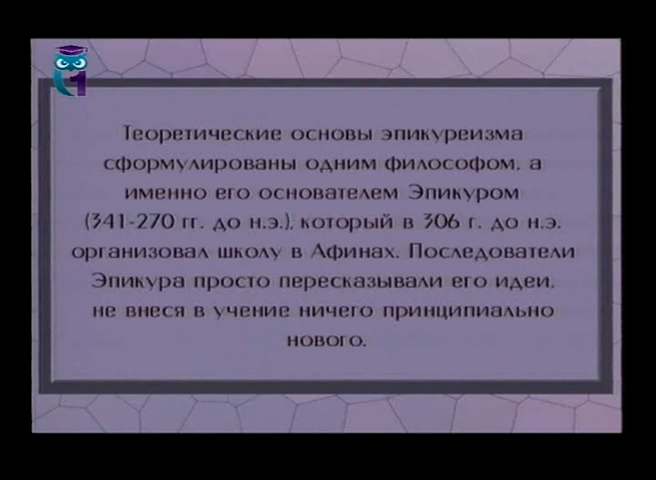 1
Теоретические основы эпикуреизма
сформулированы одним философом, а
именно его основателем Эпикуром
(341-270 гг. до н.э.), который в 306 г. до н.э.
организовал школу в Афинах. Последователи
Эпикура просто пересказывали его идеи,
не внеся в учение ничего принципиально
нового.